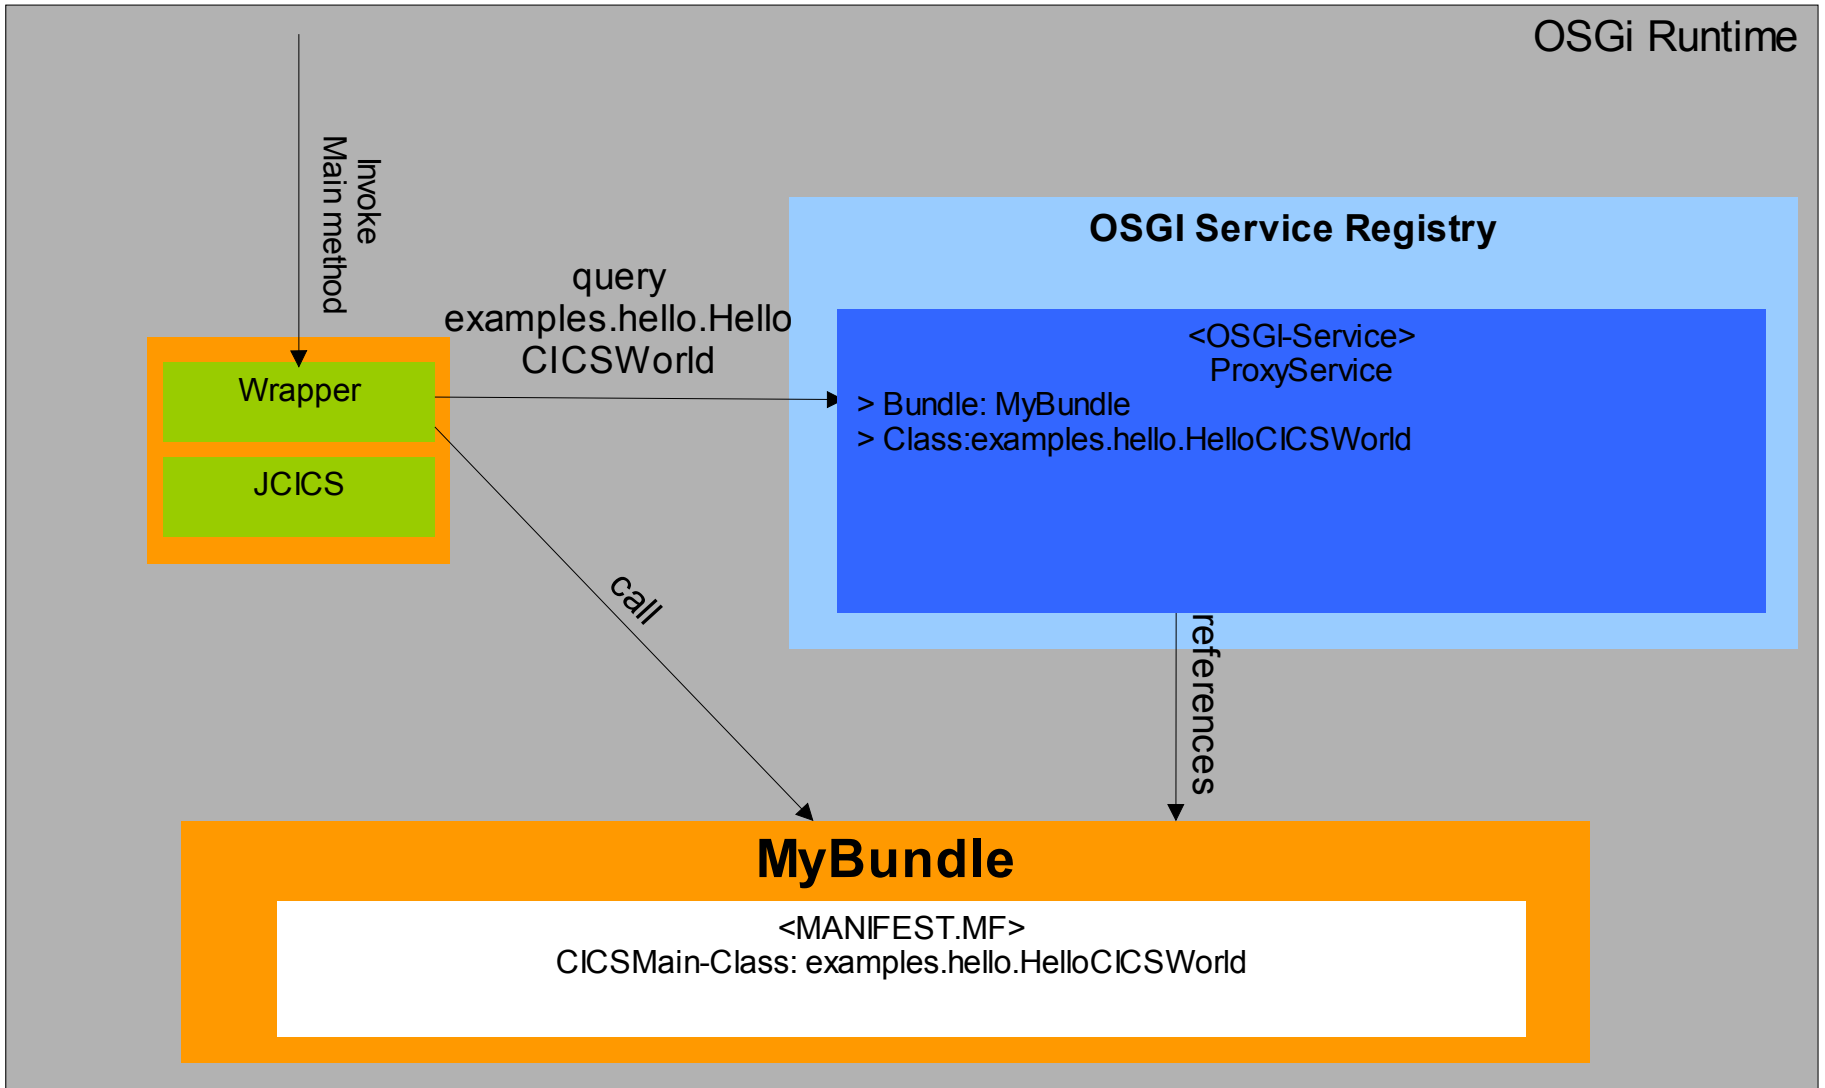 OSGi Runtime
Invoke
Main method
OSGI Service Registry
query
examples.hello.Hello
CICSWorld
<OSGI-Service>
ProxyService
> Bundle: MyBundle
> Class:examples.hello.HelloCICSWorld
Wrapper
JCICS
call
references
MyBundle
<MANIFEST.MF>
CICSMain-Class: examples.hello.HelloCICSWorld